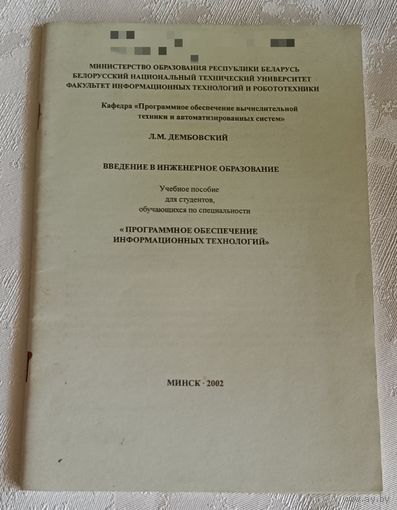 МИНИСТЕРСТВО ОБРАЗОВАНИЯ РЕСПУБЛИКИ БЕЛАРУСЬ
БЕЛОРУССКИЙ НАЦИОНАЛЬНЫЙ ТЕХНИЧЕСКИЙ УНИВЕРСИТЕТ
ФАКУЛЬТЕТ ИНФОРМАЦИОННЫХ ТЕХНОЛОГИЙ И РОБОТОТЕХНИКИ
Кафедра «Программное обеспечение вычислительной
техники и автоматизированных систем»
Л.М. ДЕМБОВСКИЙ
ВВЕДЕНИЕ В ИНЖЕНЕРНОЕ ОБРАЗОВАНИЕ
Учебное пособие
для студентов,
обучающихся по специальности
«ПРОГРАММНОЕ ОБЕСПЕЧЕНИЕ
ИНФОРМАЦИОННЫХ ТЕХНОЛОГИЙ»
МИНСК - 2002